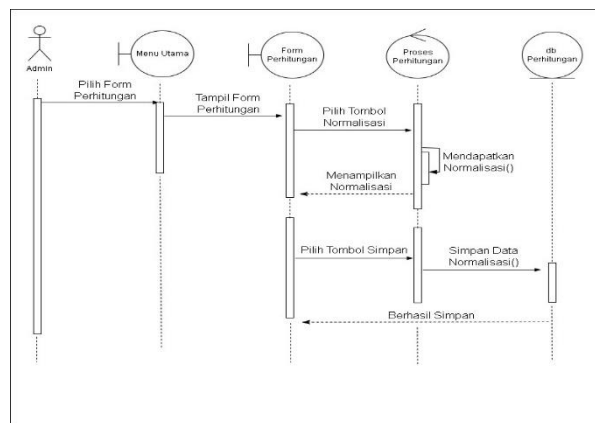 Admin
Menu Utama
Form
Perhitungan
Proses
Perhitungan
db
Perhitungan
Pilih Form
Perhitungan
Tampil Form
Perhitungan
Pilih Tombol
Normalisasi
Mendapatkan
Normalisasi()
Menampilkan
Normalisasi
Pilih Tombol Simpan
Simpan Data
Normalisasi()
Berhasil Simpan